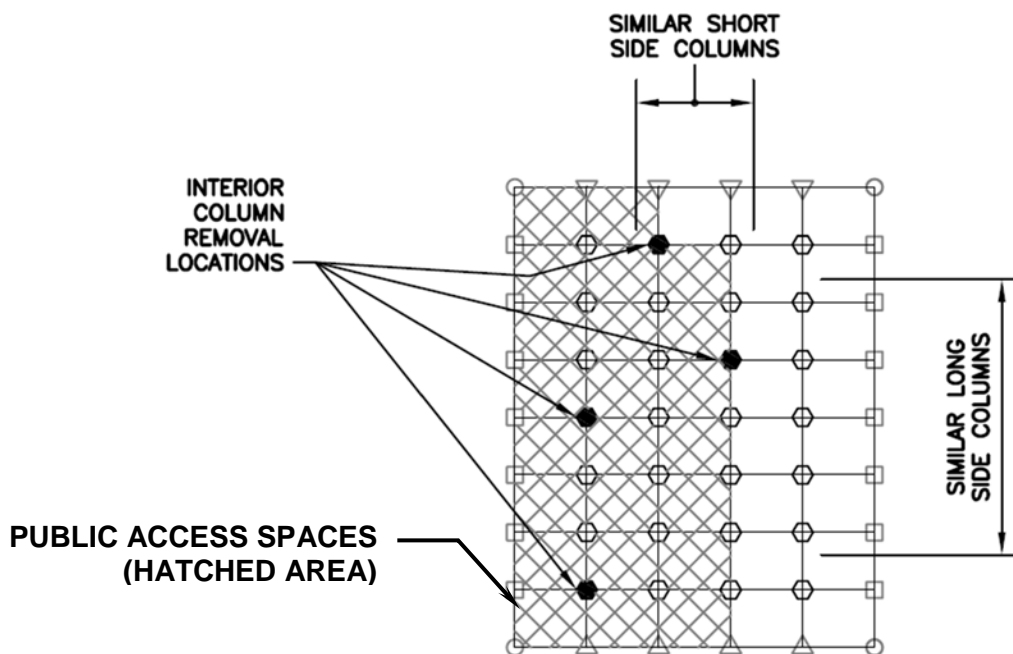 SIMILAR SHORT
SIDE COLUMNS
INTERIOR
COLUMN
REMOVAL
LOCATIONS
SIMILAR LONG
SIDE COLUMNS
PUBLIC ACCESS SPACES
(HATCHED AREA)